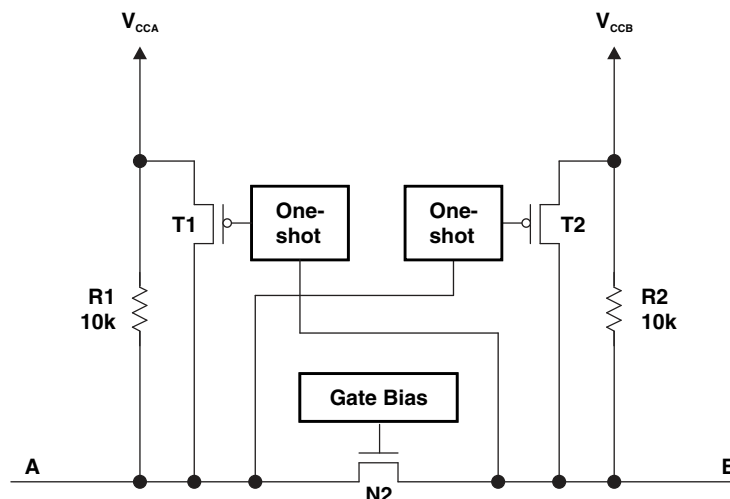 VCCA
VCCB
T1
One-
shot
One-
shot
T2
R1
10k
R2
10k
Gate Bias
A
B
N2